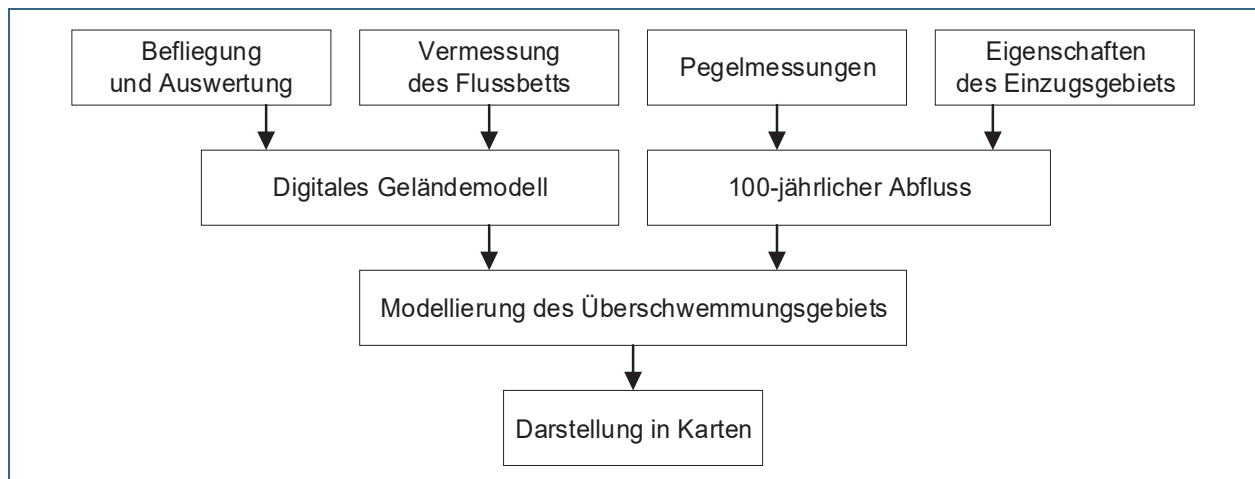 Befliegung
und Auswertung
Vermessung
des Flussbetts
Pegelmessungen
Eigenschaften
des Einzugsgebiets
Digitales Geländemodell
100-jährlicher Abfluss
Modellierung des Überschwemmungsgebiets
Darstellung in Karten